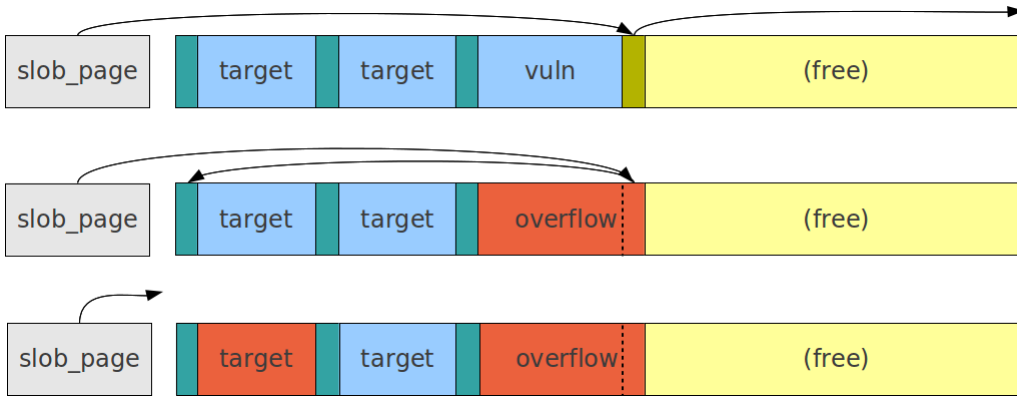 slob_page target target vuln (free)
slob_page target target overflow (free)
slob_page target target overflow (free)